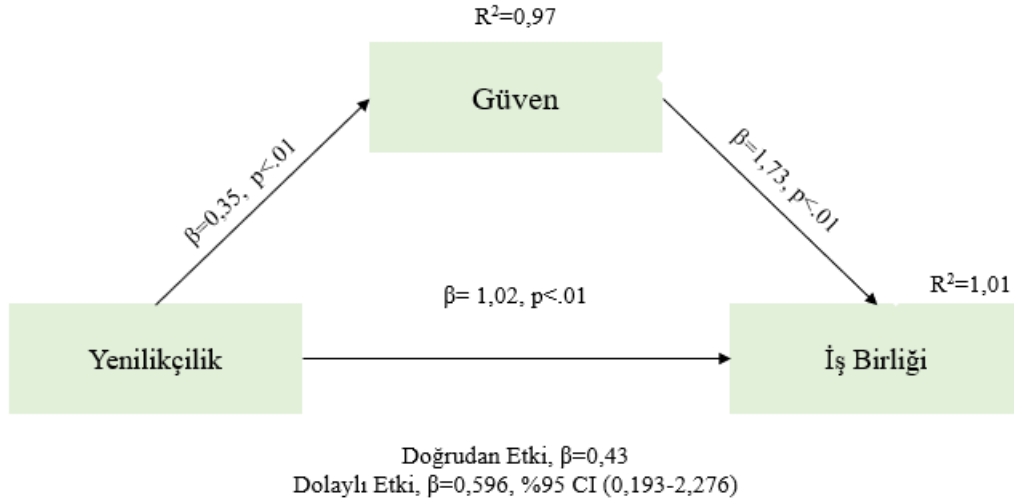 R²=0,97
Güven
β=0,35, p<.01
β=1,73, p<.01
β= 1,02, p<.01
R²=1,01
Yenilikçilik
İş Birliği
Doğrudan Etki, β=0,43
Dolaylı Etki, β=0,596, %95 CI (0,193-2,276)